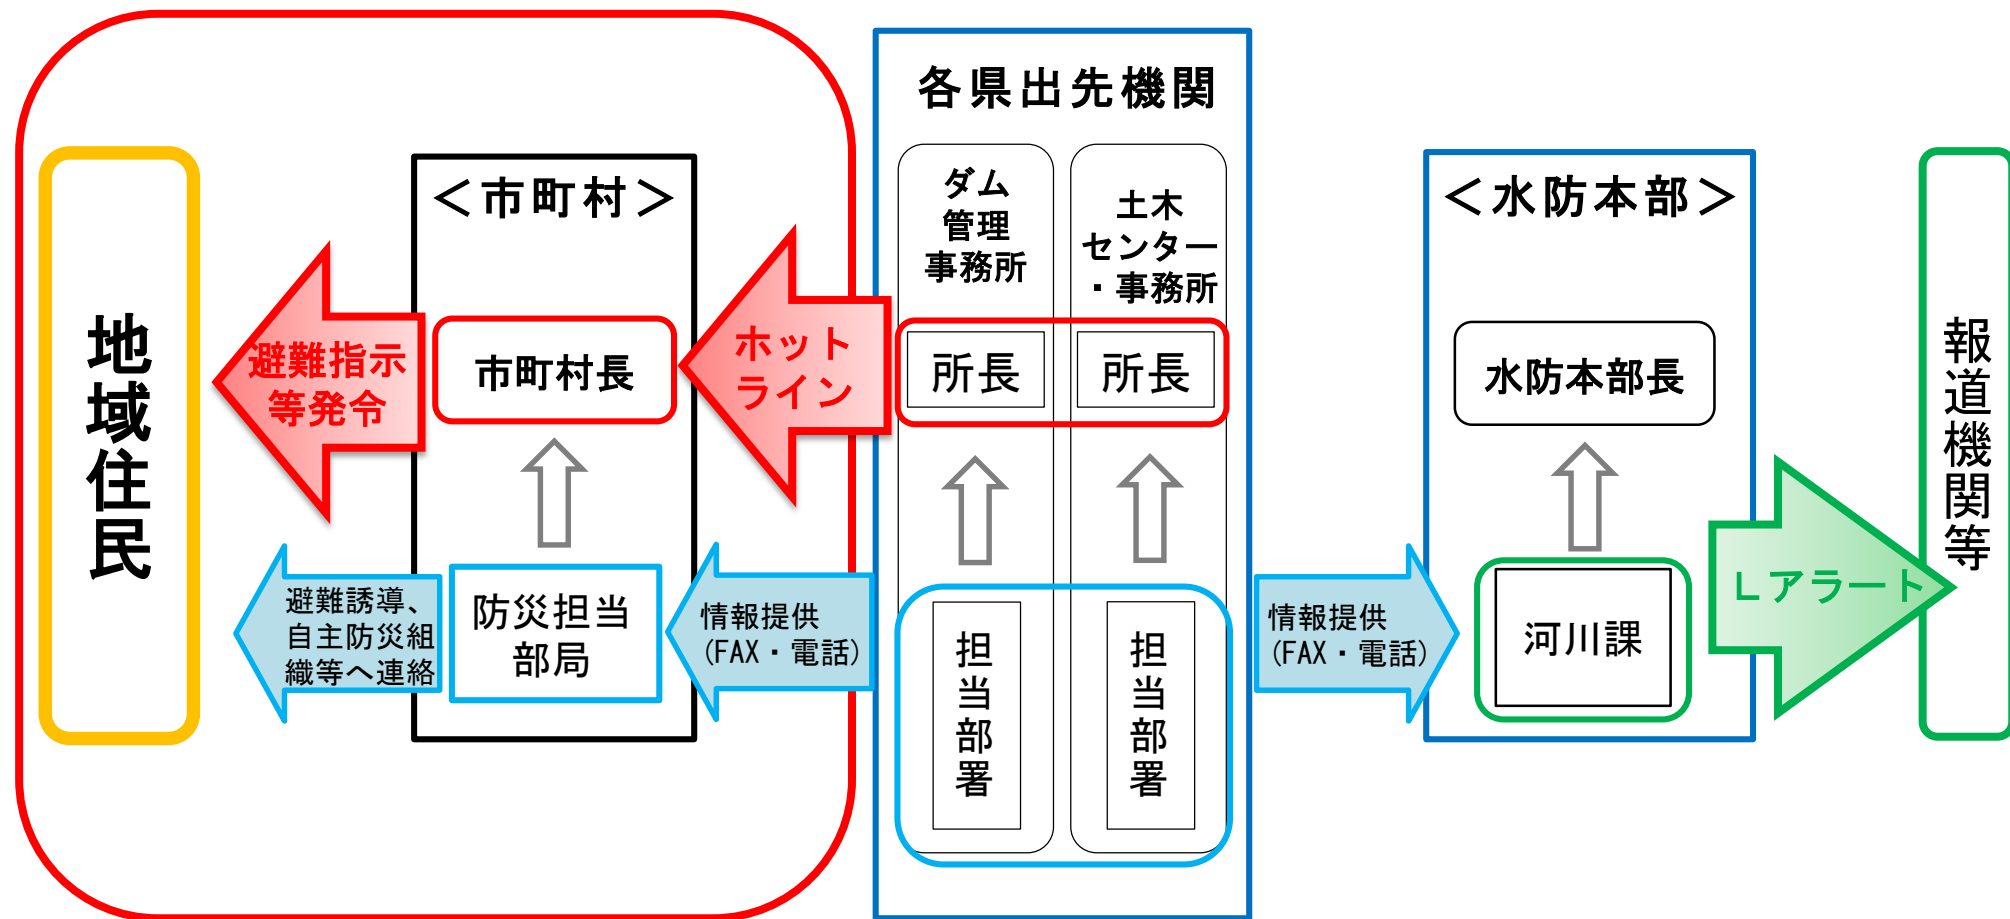 地域住民
避難指示
等発令
避難誘導、
自主防災組
織等へ連絡
＜市町村＞
市町村長
防災担当
部局
ホット
ライン
情報提供
(FAX・電話)
各県出先機関
ダム
管理
事務所
所長
担当部署
土木
センター
・事務所
所長
担当部署
情報提供
(FAX・電話)
＜水防本部＞
水防本部長
河川課
Ｌアラート
報道機関等